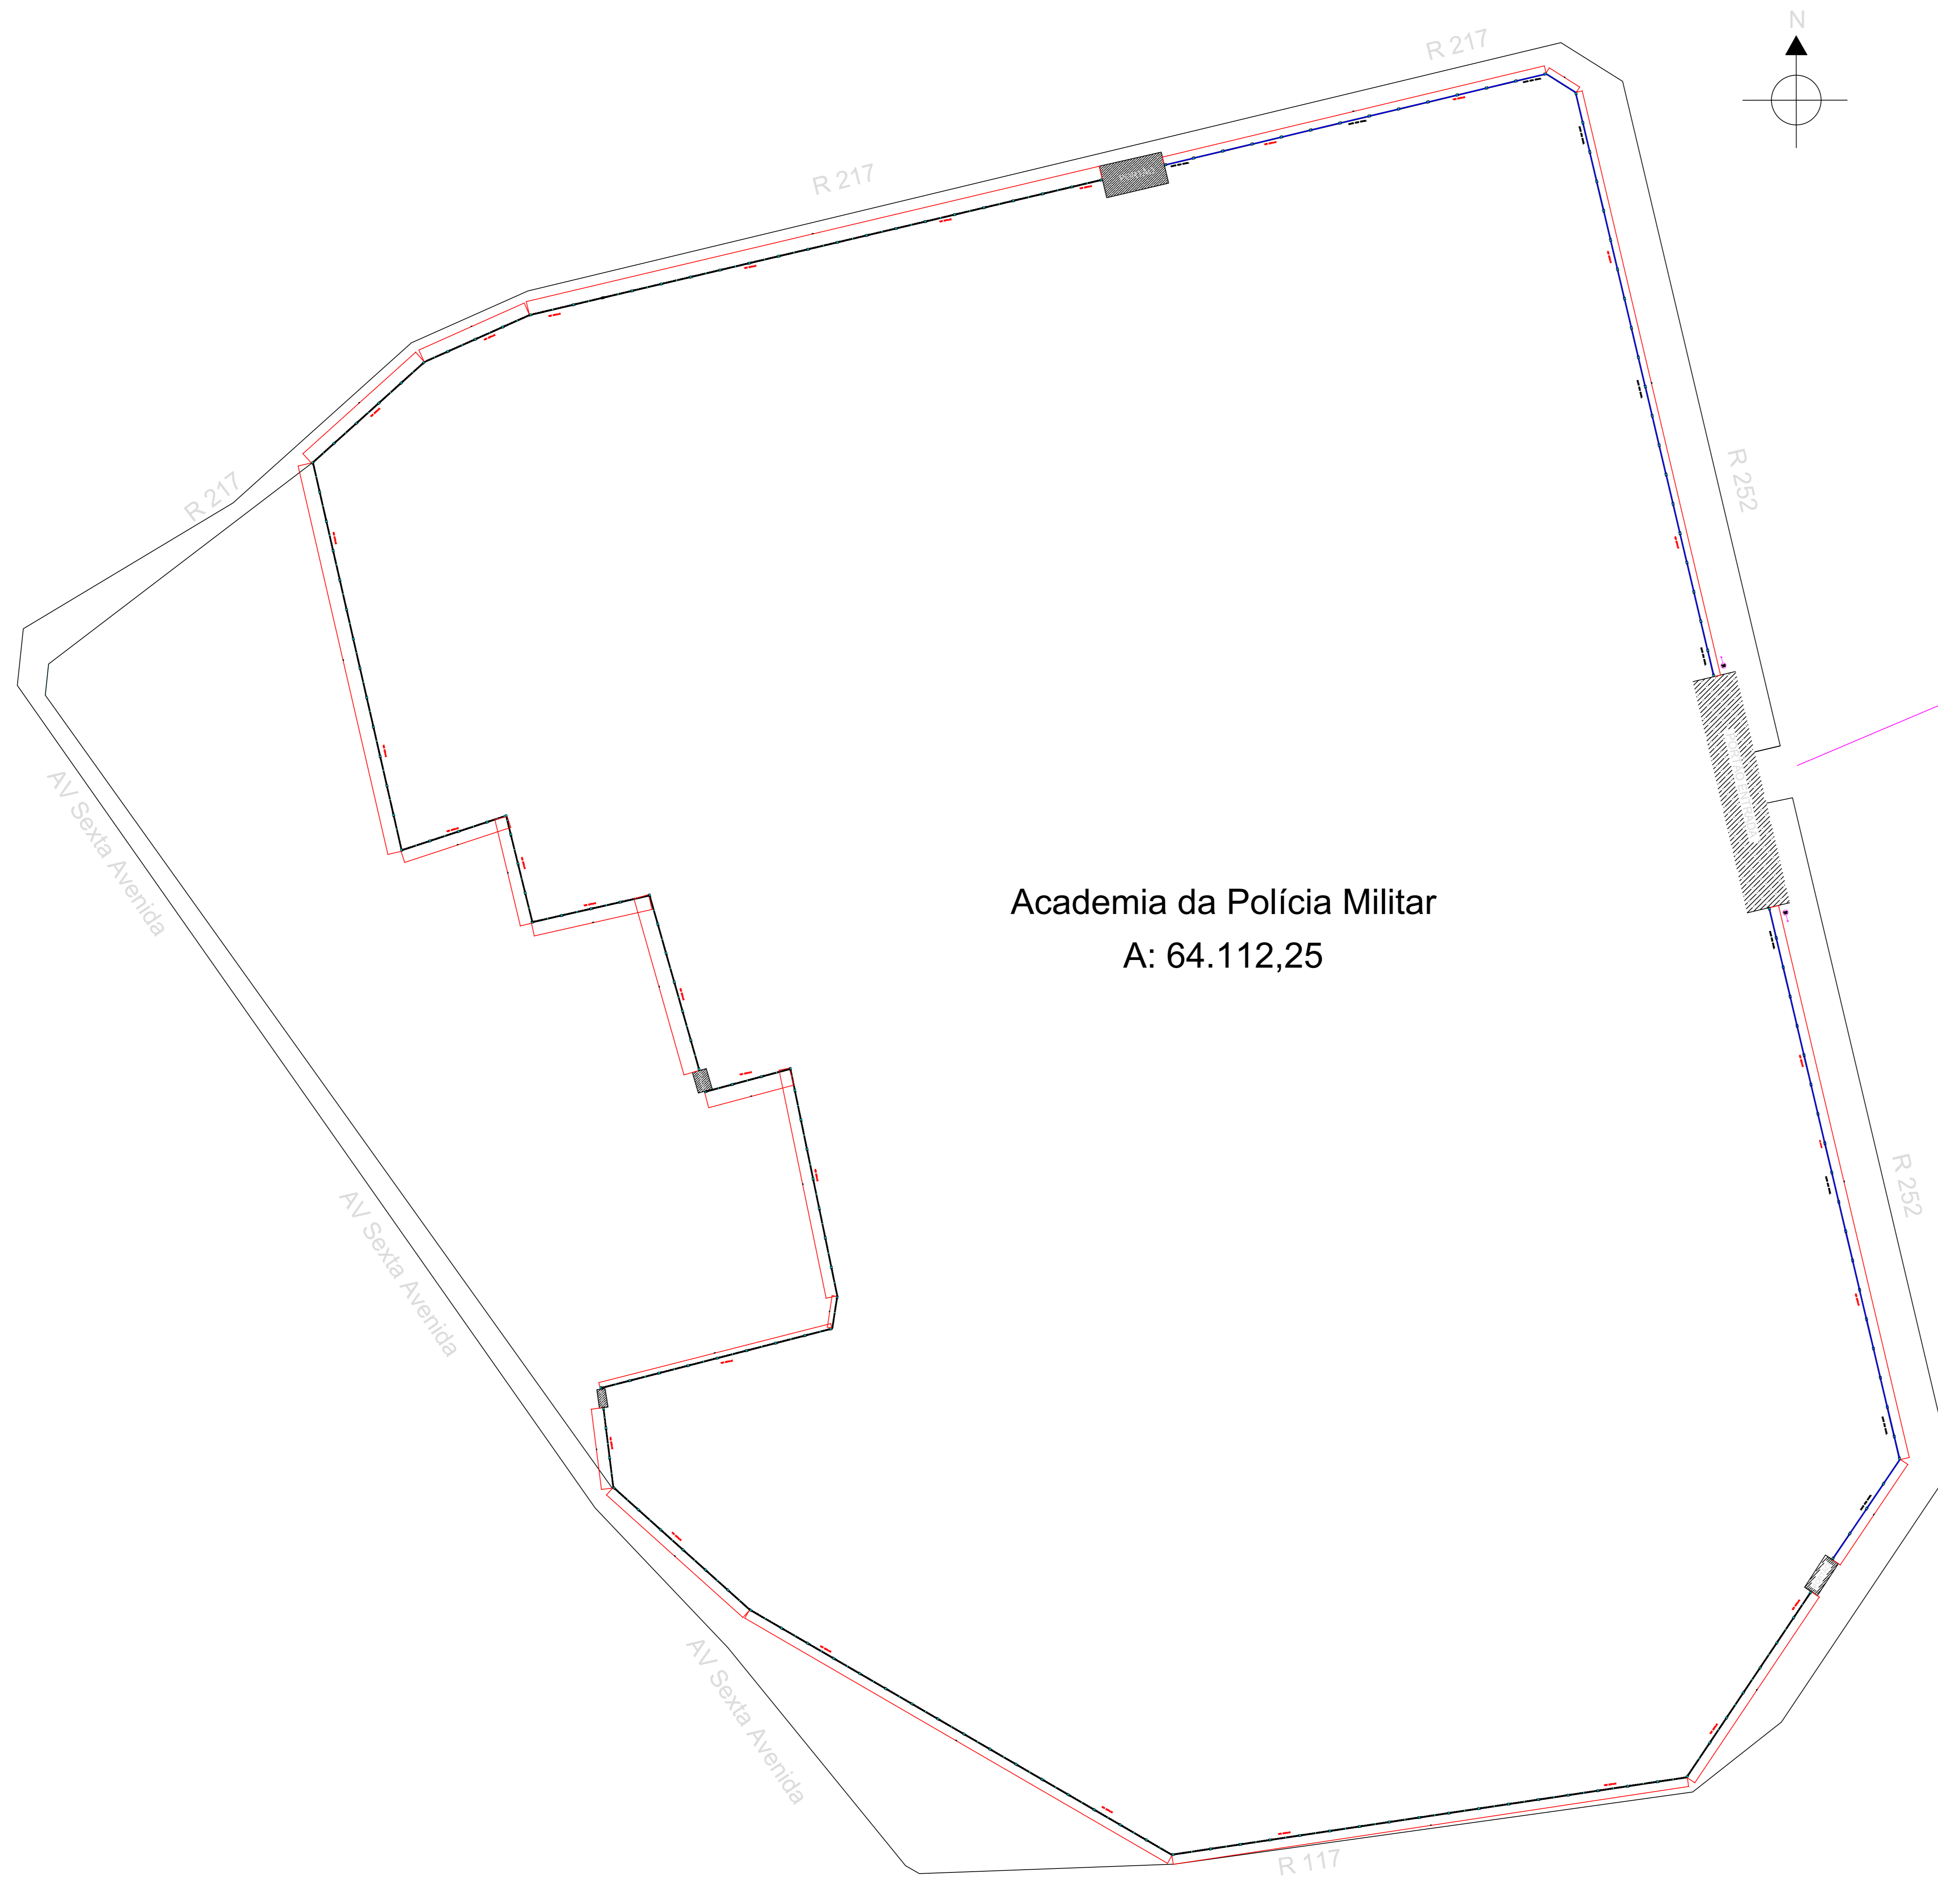 N
R 217
R 217
PORTÃO
R 217
R 252
AV Sexta Avenida
Academia da Polícia Militar
A: 64.112,25
R 252
AV Sexta Avenida
AV Sexta Avenida
R 117